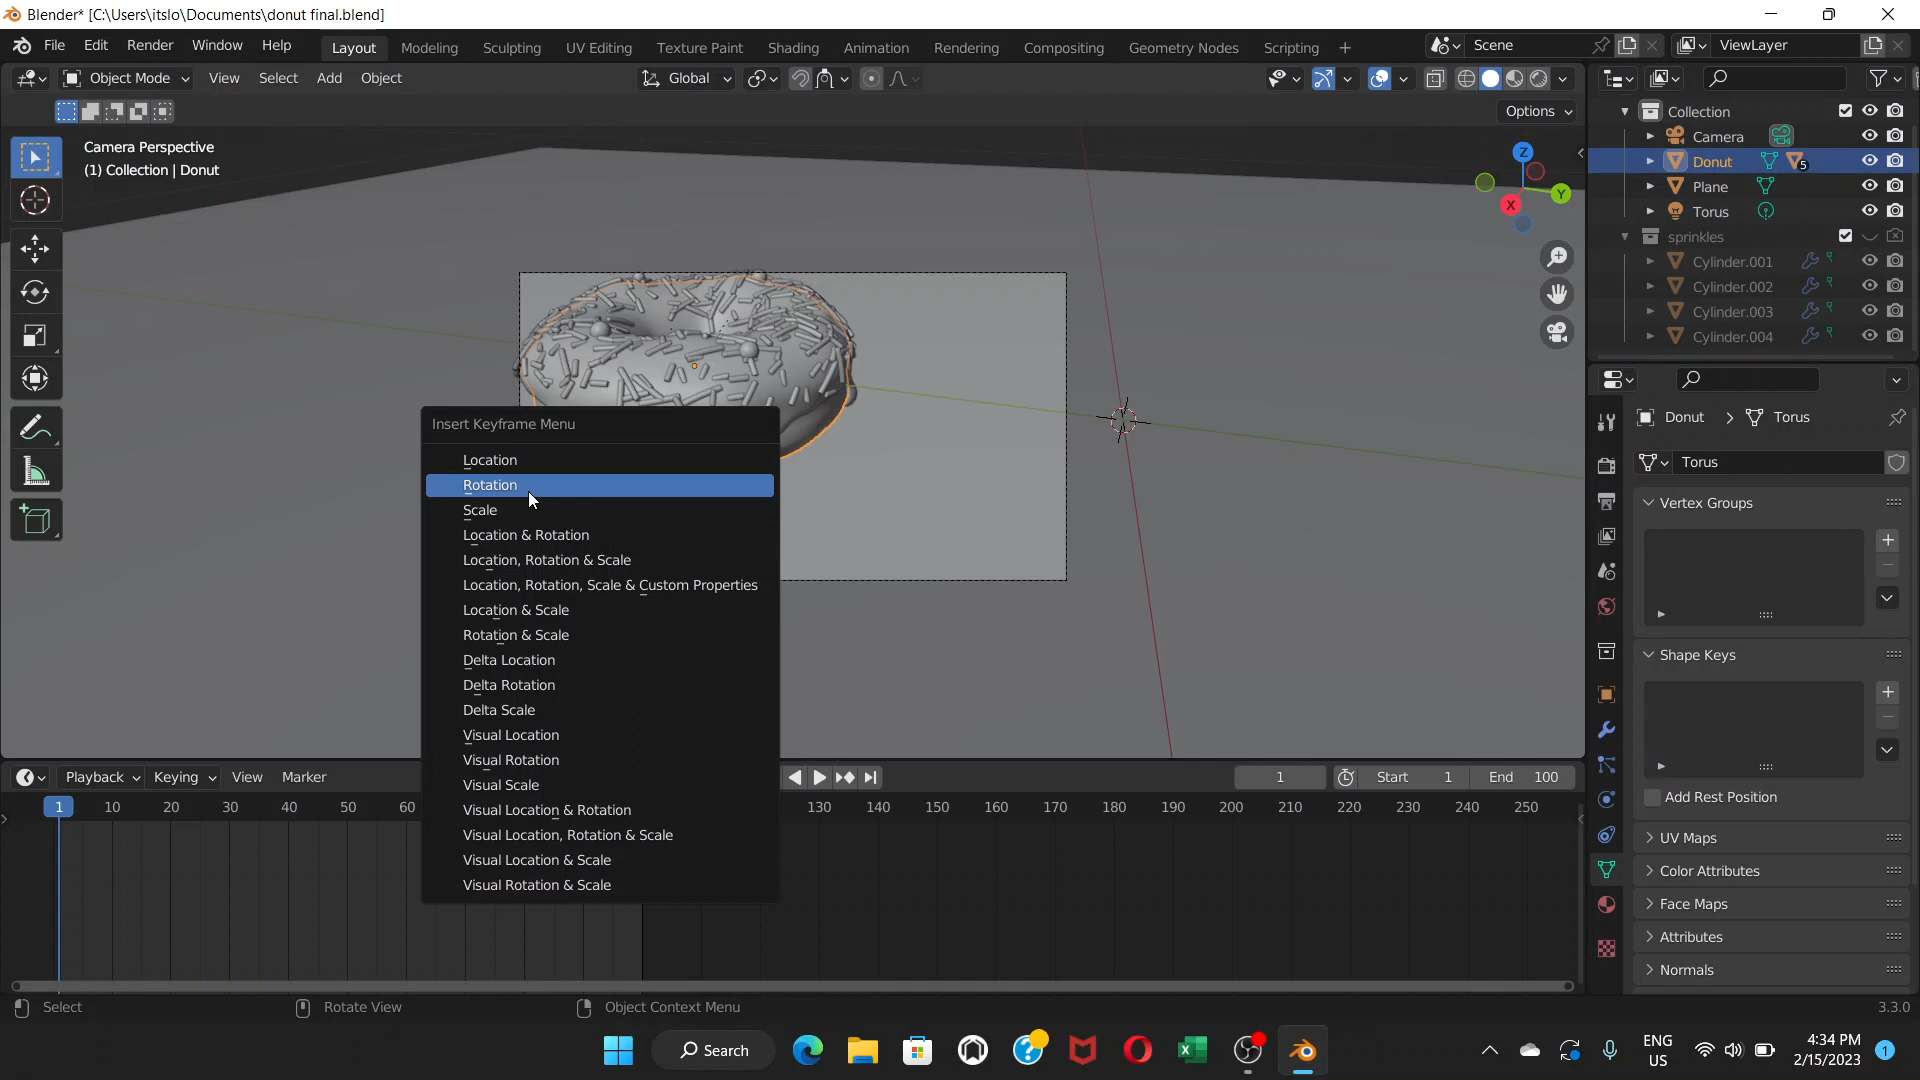 Blender* [C:\Users\itslo\Documents\donut final.blend]
File Edit Render Window Help
Layout Modeling Sculpting UV Editing Texture Paint Shading Animation Rendering Compositing Geometry Nodes Scripting +
Scene
ViewLayer
Object Mode View Select Add Object
Global
Options
Camera Perspective
(1) Collection | Donut
Z
Y
X
Collection
Camera
Donut 5
Plane
Torus
sprinkles
Cylinder.001
Cylinder.002
Cylinder.003
Cylinder.004
Donut > Torus
Torus
Vertex Groups
Shape Keys
Add Rest Position
UV Maps
Color Attributes
Face Maps
Attributes
Normals
Insert Keyframe Menu
Location
Rotation
Scale
Location & Rotation
Location, Rotation & Scale
Location, Rotation, Scale & Custom Properties
Location & Scale
Rotation & Scale
Delta Location
Delta Rotation
Delta Scale
Visual Location
Visual Rotation
Visual Scale
Visual Location & Rotation
Visual Location, Rotation & Scale
Visual Location & Scale
Visual Rotation & Scale
Playback Keying View Marker
1 Start 1 End 100
1 10 20 30 40 50 60 130 140 150 160 170 180 190 200 210 220 230 240 250
Select Rotate View Object Context Menu 3.3.0
Search
ENG
US
4:34 PM
2/15/2023
1